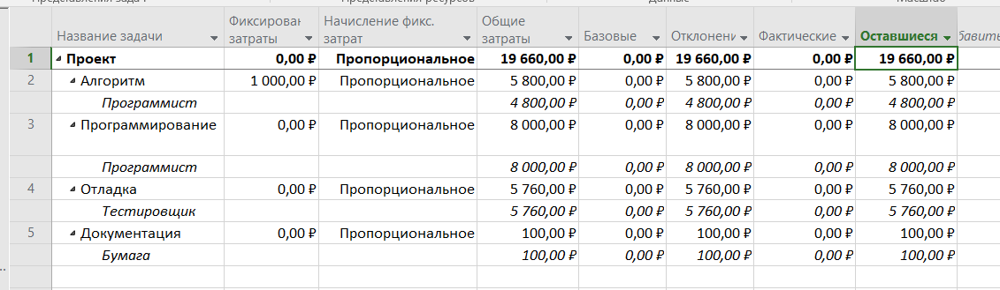 Представления задач Представления ресурсов Данные Масштаб
Название задачи Фиксирован затраты Начисление фикс. затрат Общие затраты Базовые Отклонени Фактические Оставшиеся бавить
1 Проект 0,00 ₽ Пропорциональное 19 660,00 ₽ 0,00 ₽ 19 660,00 ₽ 0,00 ₽ 19 660,00 ₽
2 Алгоритм 1 000,00 ₽ Пропорциональное 5 800,00 ₽ 0,00 ₽ 5 800,00 ₽ 0,00 ₽ 5 800,00 ₽
Программист 4 800,00 ₽ 0,00 ₽ 4 800,00 ₽ 0,00 ₽ 4 800,00 ₽
3 Программирование 0,00 ₽ Пропорциональное 8 000,00 ₽ 0,00 ₽ 8 000,00 ₽ 0,00 ₽ 8 000,00 ₽
Программист 8 000,00 ₽ 0,00 ₽ 8 000,00 ₽ 0,00 ₽ 8 000,00 ₽
4 Отладка 0,00 ₽ Пропорциональное 5 760,00 ₽ 0,00 ₽ 5 760,00 ₽ 0,00 ₽ 5 760,00 ₽
Тестировщик 5 760,00 ₽ 0,00 ₽ 5 760,00 ₽ 0,00 ₽ 5 760,00 ₽
5 Документация 0,00 ₽ Пропорциональное 100,00 ₽ 0,00 ₽ 100,00 ₽ 0,00 ₽ 100,00 ₽
Бумага 100,00 ₽ 0,00 ₽ 100,00 ₽ 0,00 ₽ 100,00 ₽